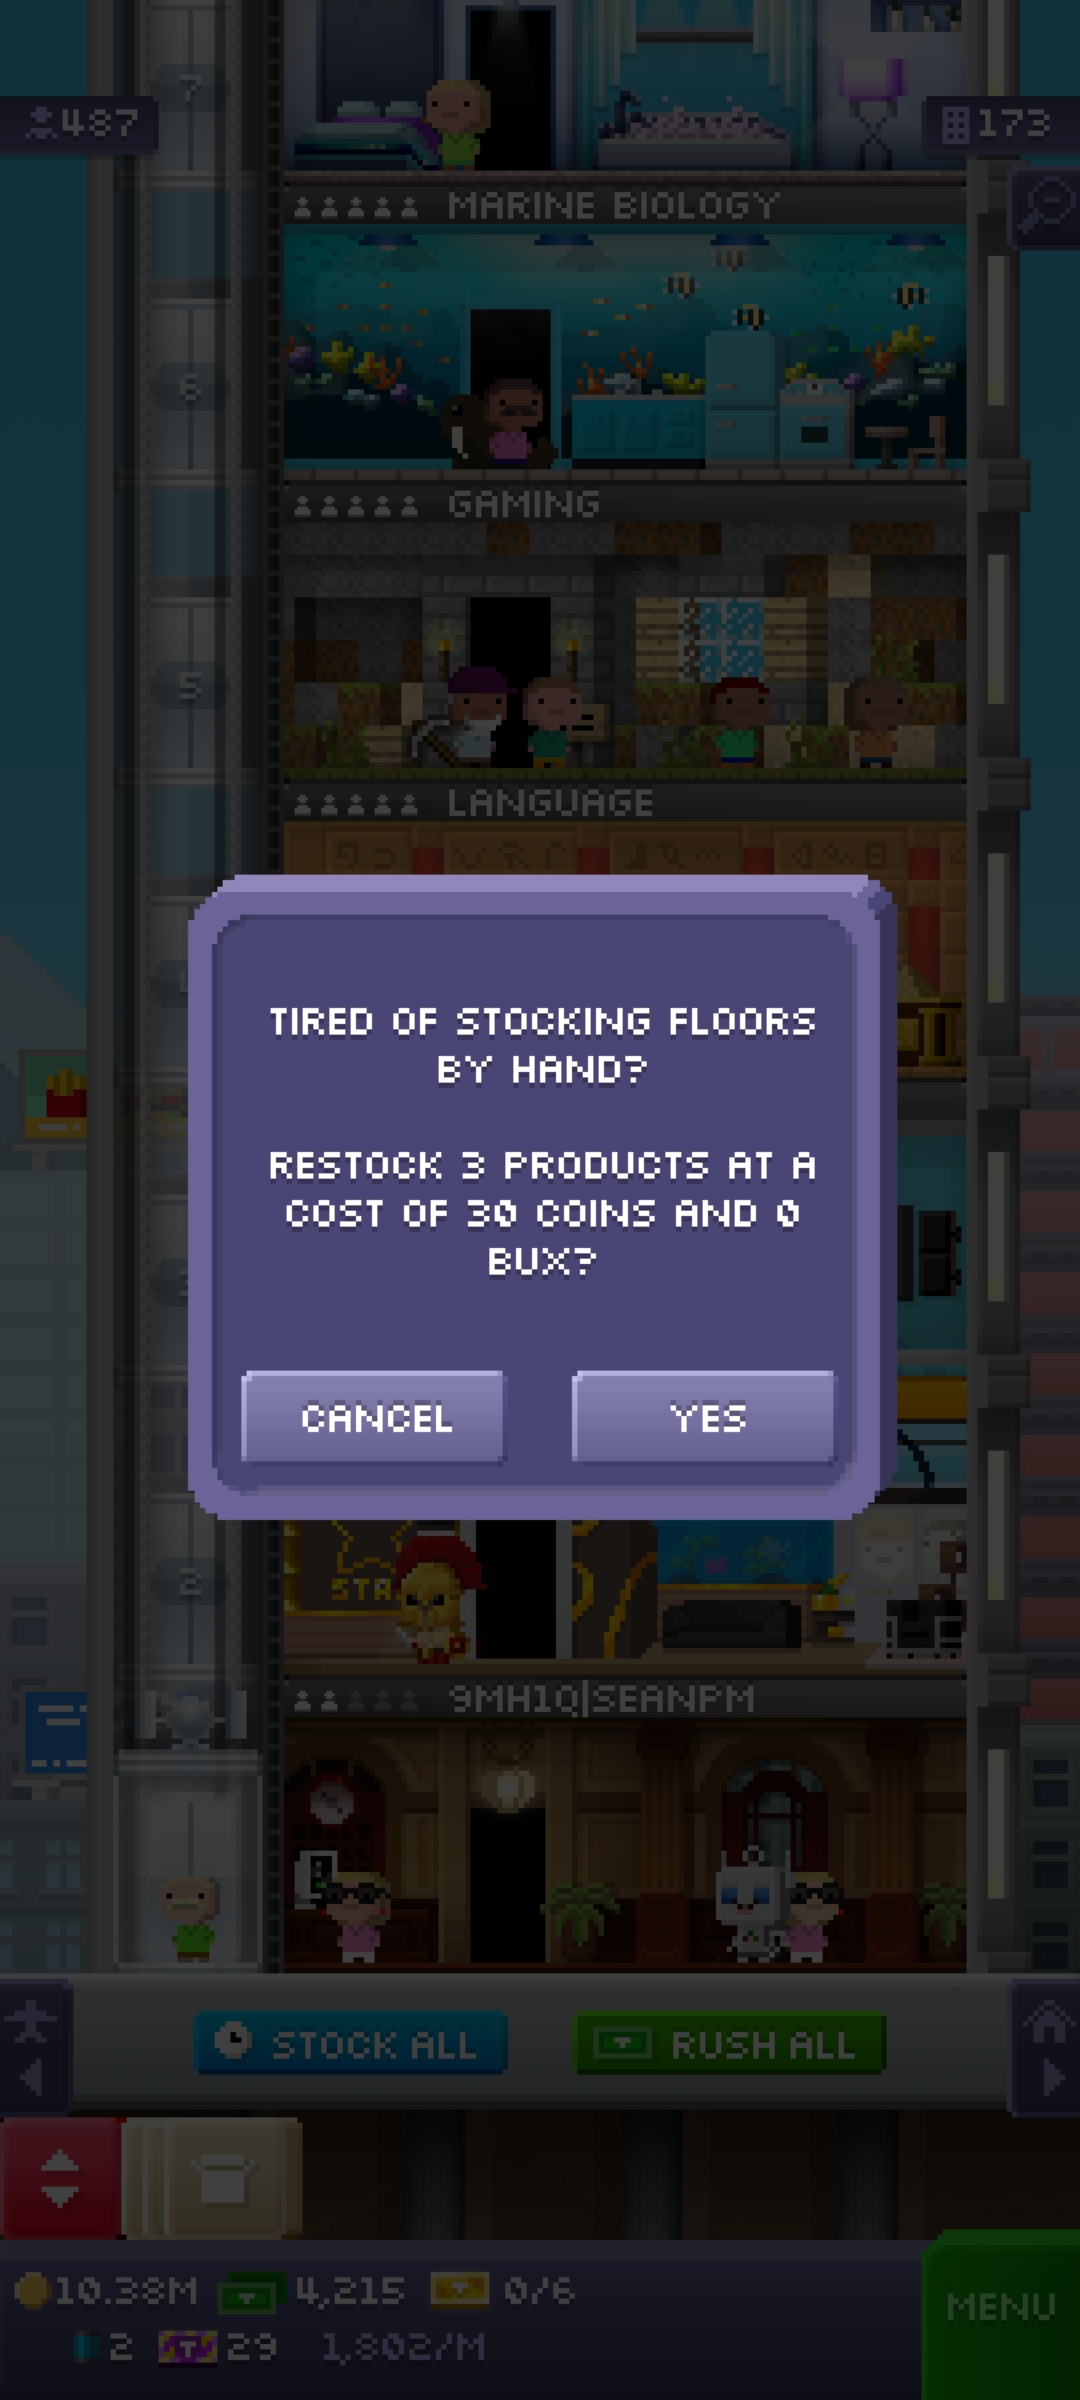 7
487
173
MARINE BIOLOGY
6
GAMING
5
LANGUAGE
TIRED OF STOCKING FLOORS
BY HAND?
RESTOCK 3 PRODUCTS AT A
COST OF 30 COINS AND 0
BUX?
CANCEL
YES
2
STA
9MH1Q|SEANPM
STOCK ALL
RUSH ALL
10.38M
4,215
0/6
MENU
2
29
1,802/M